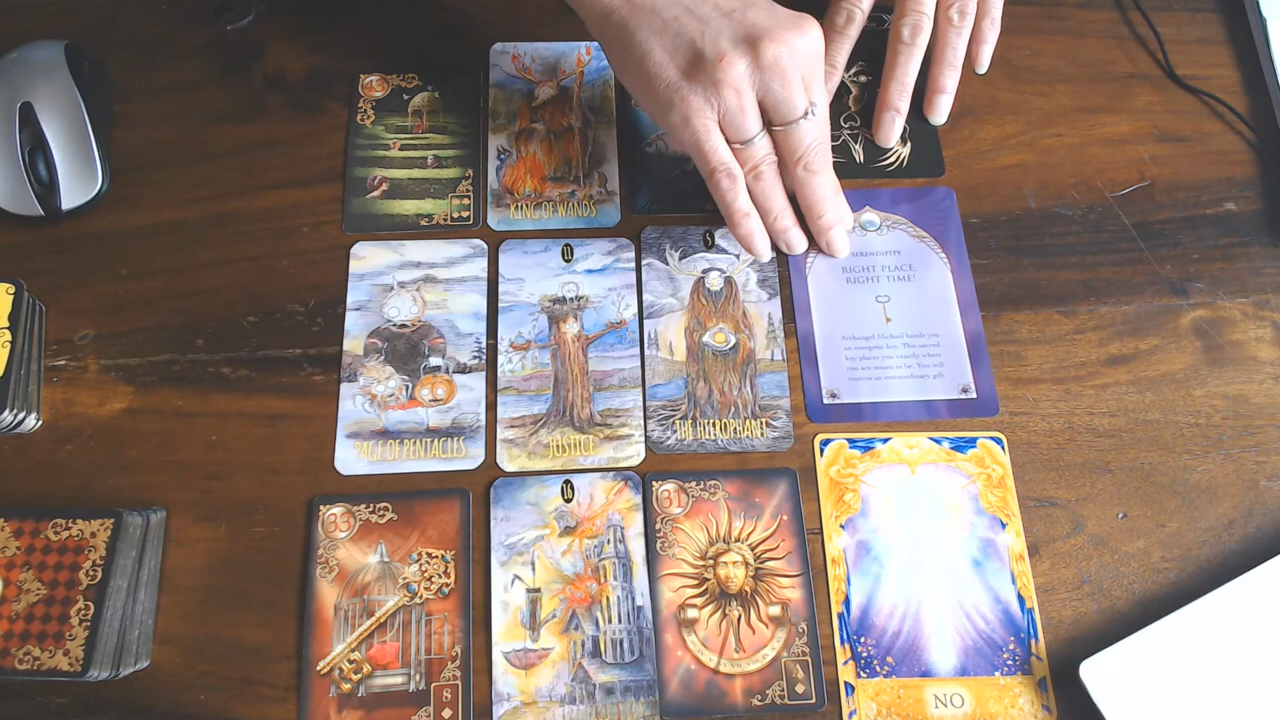 43
KING OF WANDS
11
5
SERENDIPITY
RIGHT PLACE,
RIGHT TIME!
Archangel Michael hands you
an energetic key. This sacred
key places you exactly where
you are meant to be. You will
receive an extraordinary gift.
PAGE OF PENTACLES
JUSTICE
THE HIEROPHANT
33
16
31
8
A
NO